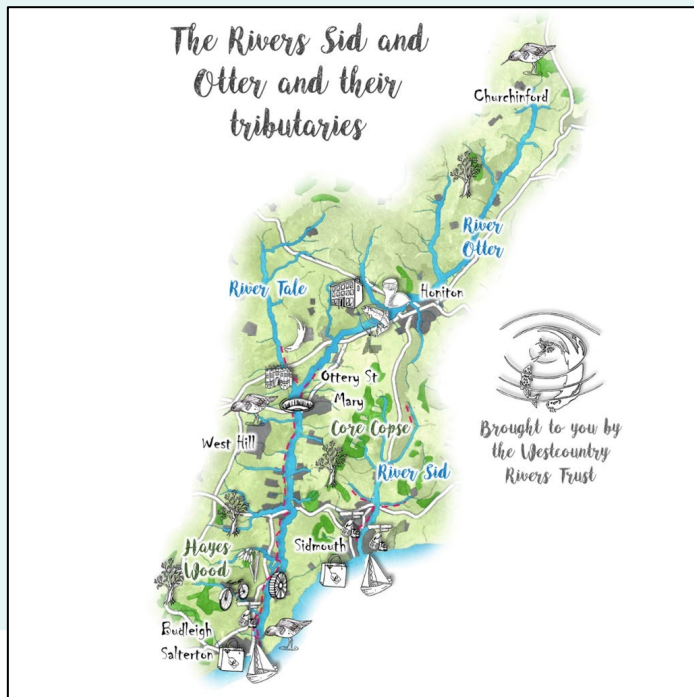 The Rivers Sid and
Otter and their
tributaries
Churchinford
River
Otter
River Tale
Honiton
Ottery St
Mary
Core Copse
West Hill
River Sid
Brought to you by
the Westcountry
Rivers Trust
Sidmouth
Hayes
Wood
Budleigh
Salterton